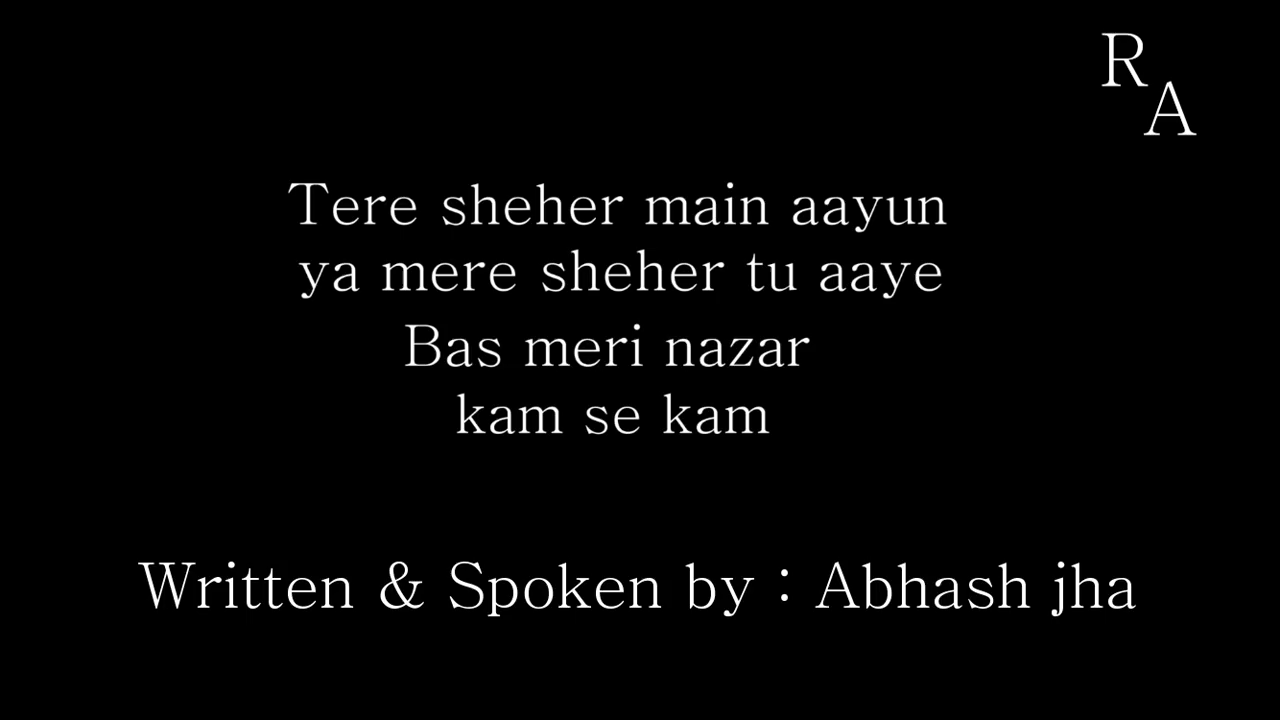 R
A
Tere sheher main aayun
ya mere sheher tu aaye
Bas meri nazar
kam se kam
Written & Spoken by : Abhash jha